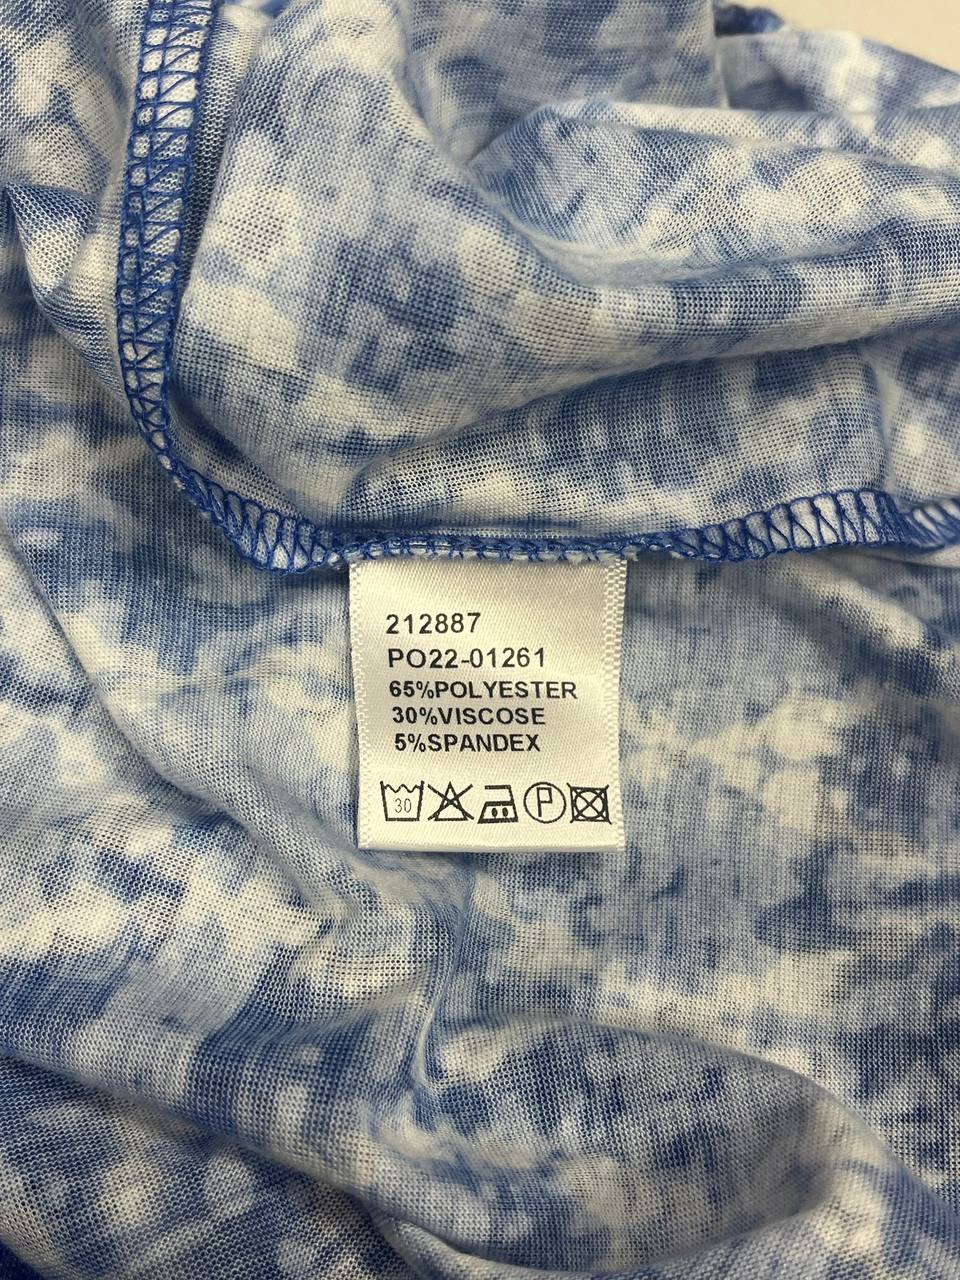 212887
PO22-01261
65%POLYESTER
30%VISCOSE
5%SPANDEX
30 P